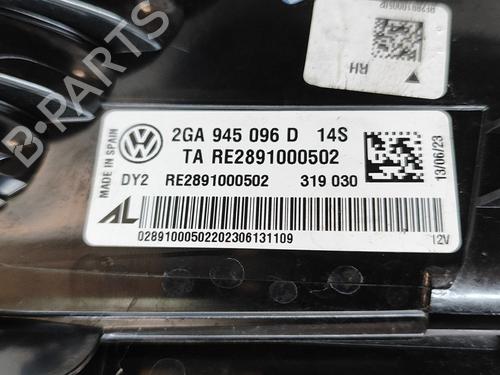 RE2891000502
RH
MADE IN SPAIN
2GA 945 096 D 14S
TA RE2891000502
DY2 RE2891000502 319 030
13/06/23
AL
02891000502202306131109
12V
B-PARTS